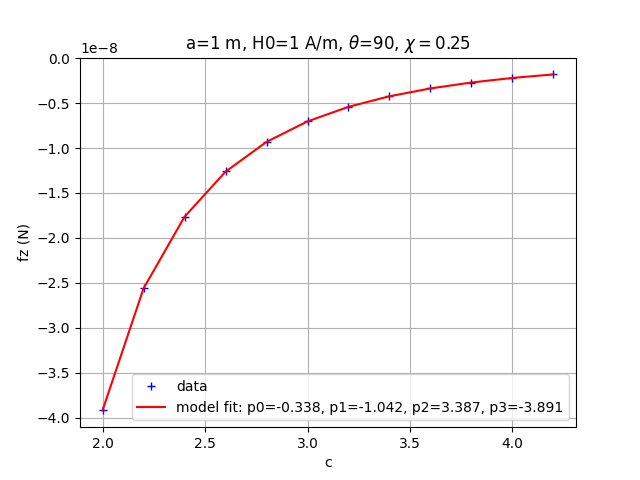 a=1 m, H0=1 A/m, θ=90, χ = 0.25
1e−8
0.0
−0.5
−1.0
−1.5
−2.0
−2.5
−3.0
−3.5
−4.0
fz (N)
data
model fit: p0=-0.338, p1=-1.042, p2=3.387, p3=-3.891
2.0 2.5 3.0 3.5 4.0
c